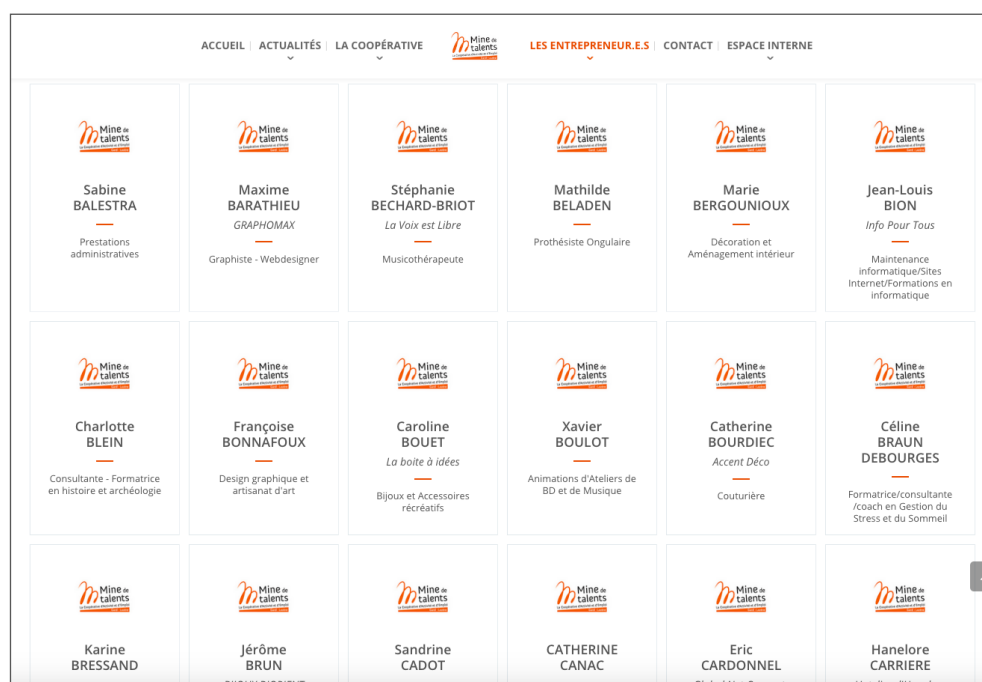 ACCUEIL ACTUALITÉS LA COOPÉRATIVE Mine de talents LES ENTREPRENEUR.E.S CONTACT ESPACE INTERNE
Mine de talents
Mine de talents
Mine de talents
Mine de talents
Mine de talents
Mine de talents
Sabine
BALESTRA
Prestations
administratives
Maxime
BARATHIEU
GRAPHOMAX
Graphiste - Webdesigner
Stéphanie
BECHARD-BRIOT
La Voix est Libre
Musicothérapeute
Mathilde
BELADEN
Prothésiste Ongulaire
Marie
BERGOUNIOUX
Décoration et
Aménagement intérieur
Jean-Louis
BION
Info Pour Tous
Maintenance
informatique/Sites
Internet/Formations en
informatique
Mine de talents
Mine de talents
Mine de talents
Mine de talents
Mine de talents
Mine de talents
Charlotte
BLEIN
Consultante - Formatrice
en histoire et archéologie
Françoise
BONNAFOUX
Design graphique et
artisanat d'art
Caroline
BOUET
La boite à idées
Bijoux et Accessoires
récréatifs
Xavier
BOULOT
Animations d'Ateliers de
BD et de Musique
Catherine
BOURDIEC
Accent Déco
Couturière
Céline
BRAUN
DEBOURGES
Formatrice/consultante
/coach en Gestion du
Stress et du Sommeil
Mine de talents
Mine de talents
Mine de talents
Mine de talents
Mine de talents
Mine de talents
Karine
BRESSAND
Jérôme
BRUN
Sandrine
CADOT
CATHERINE
CANAC
Eric
CARDONNEL
Hanelore
CARRIERE